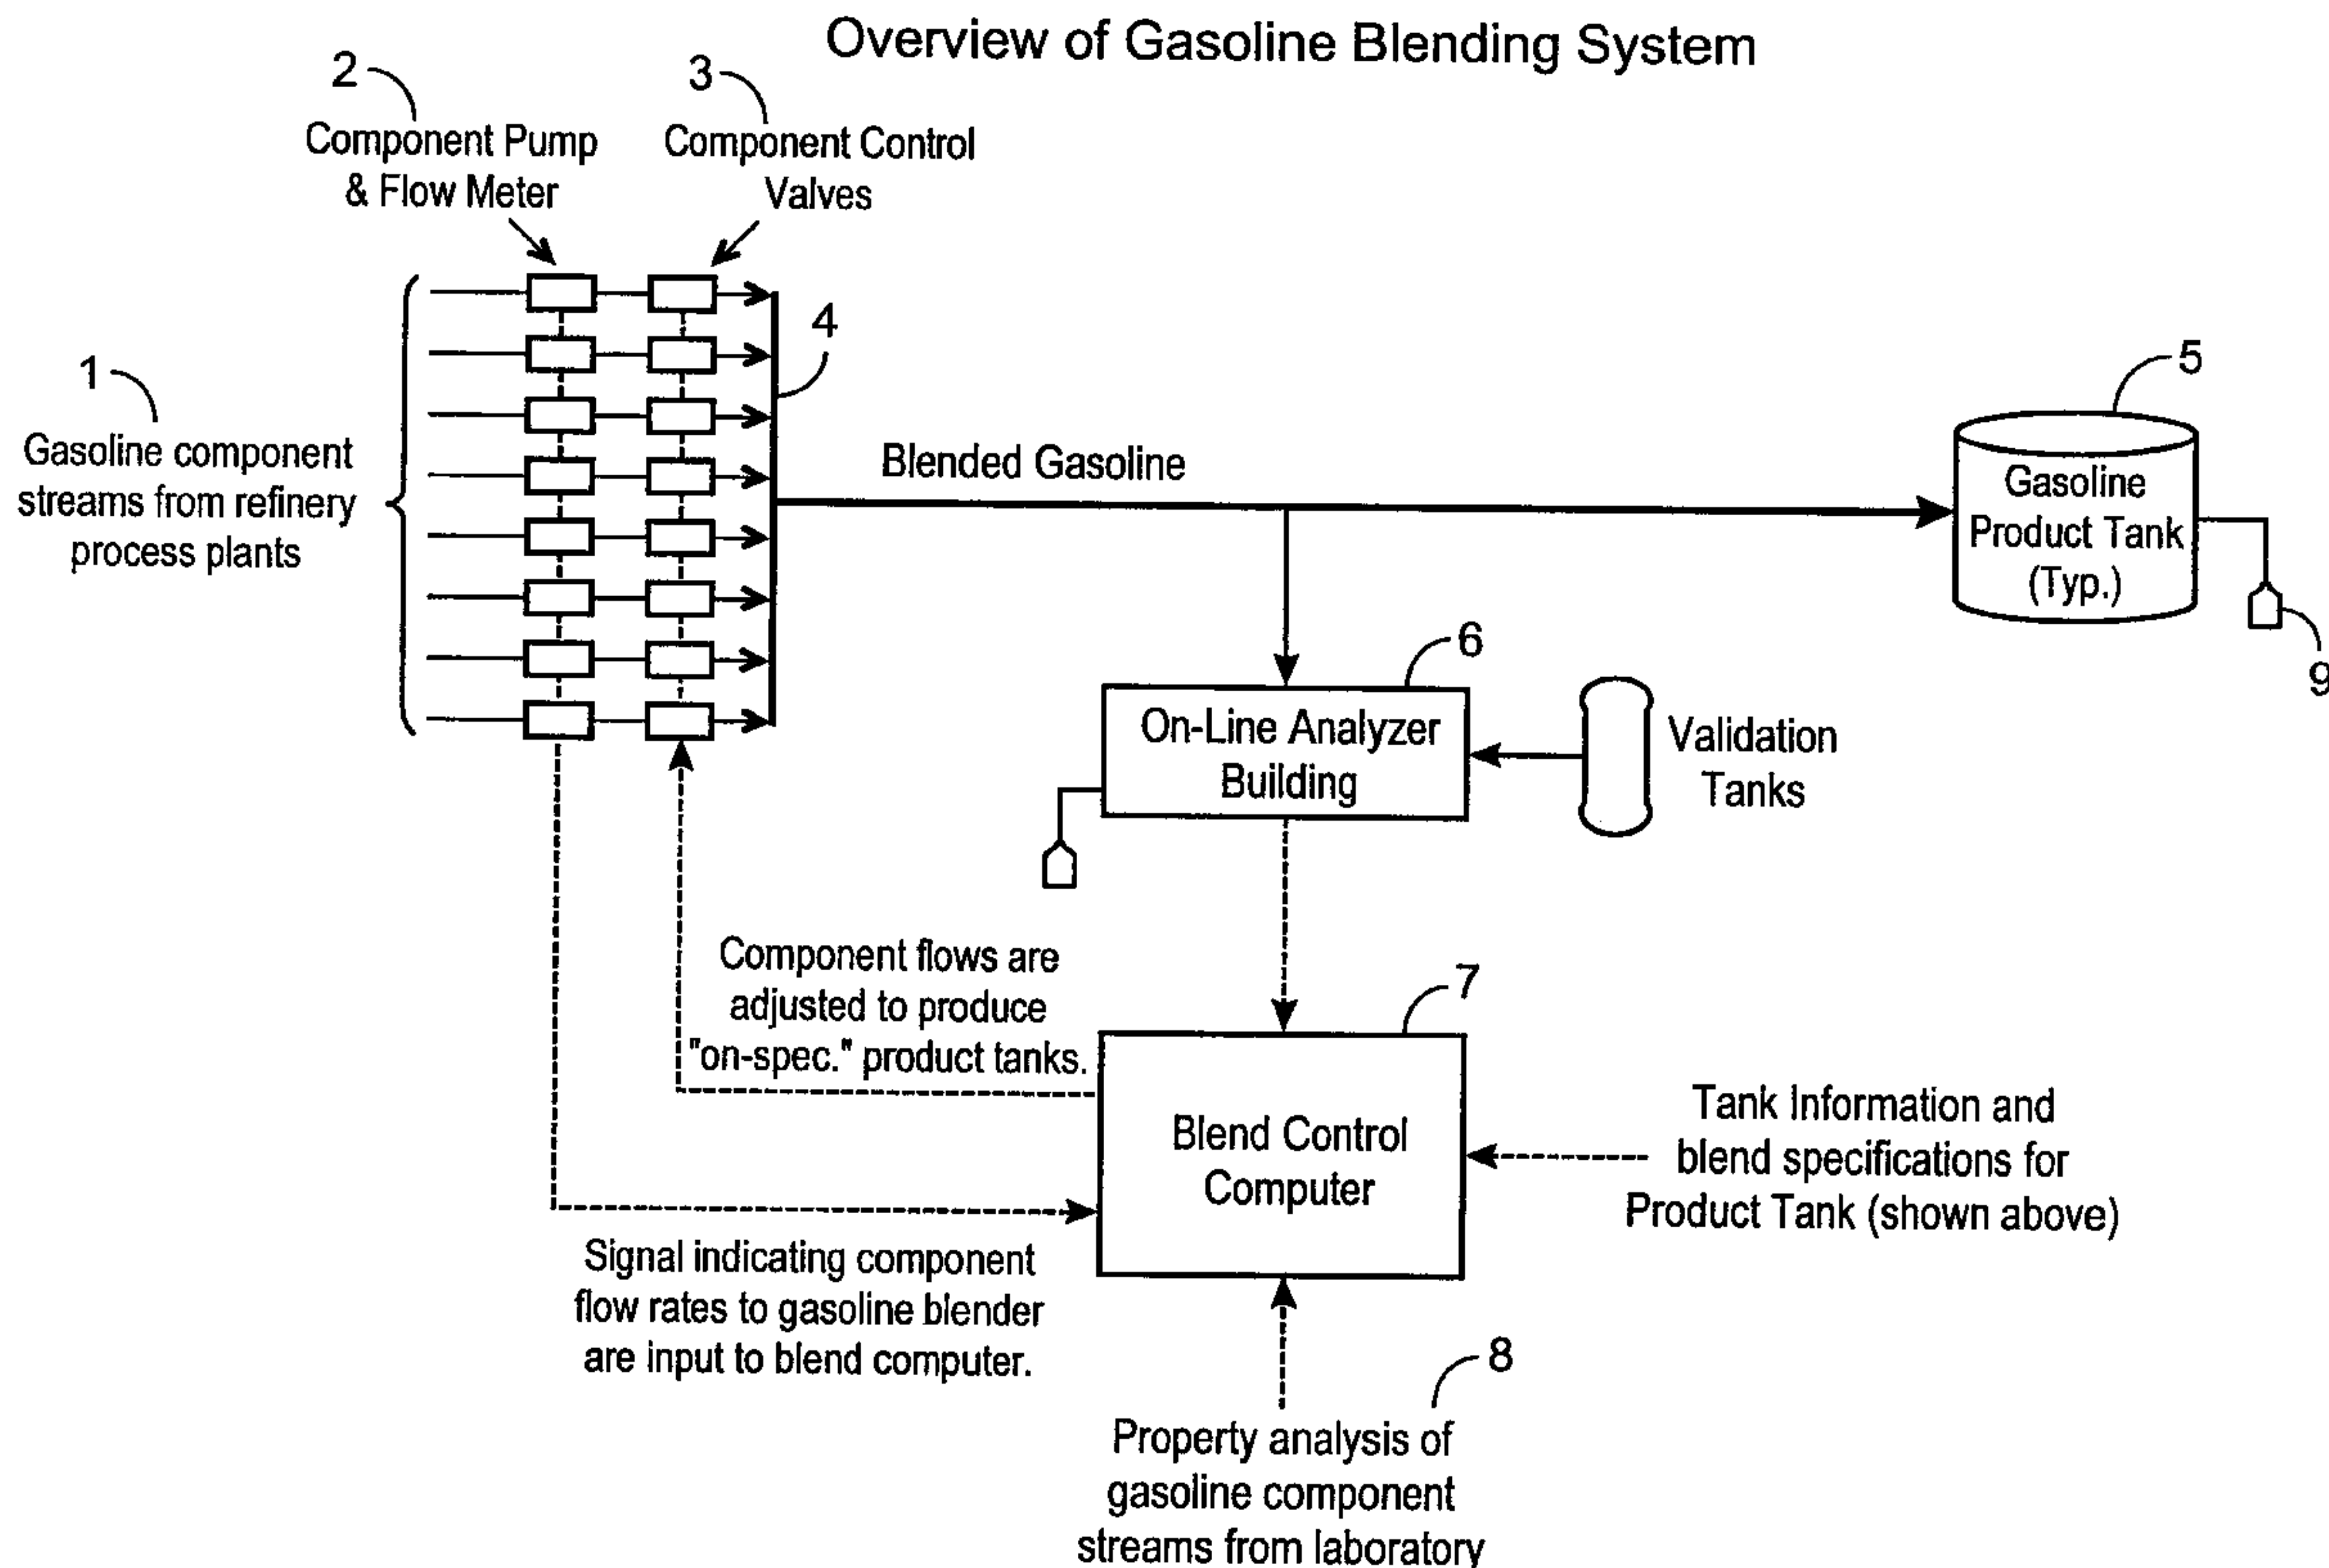 Overview of Gasoline Blending System
2
3
Component Pump
& Flow Meter
Component Control
Valves
4
1
Gasoline component
streams from refinery
process plants
Blended Gasoline
5
Gasoline
Product Tank
(Typ.)
9
6
On-Line Analyzer
Building
Validation
Tanks
Component flows are
adjusted to produce
"on-spec." product tanks.
7
Blend Control
Computer
Tank Information and
blend specifications for
Product Tank (shown above)
Signal indicating component
flow rates to gasoline blender
are input to blend computer.
8
Property analysis of
gasoline component
streams from laboratory